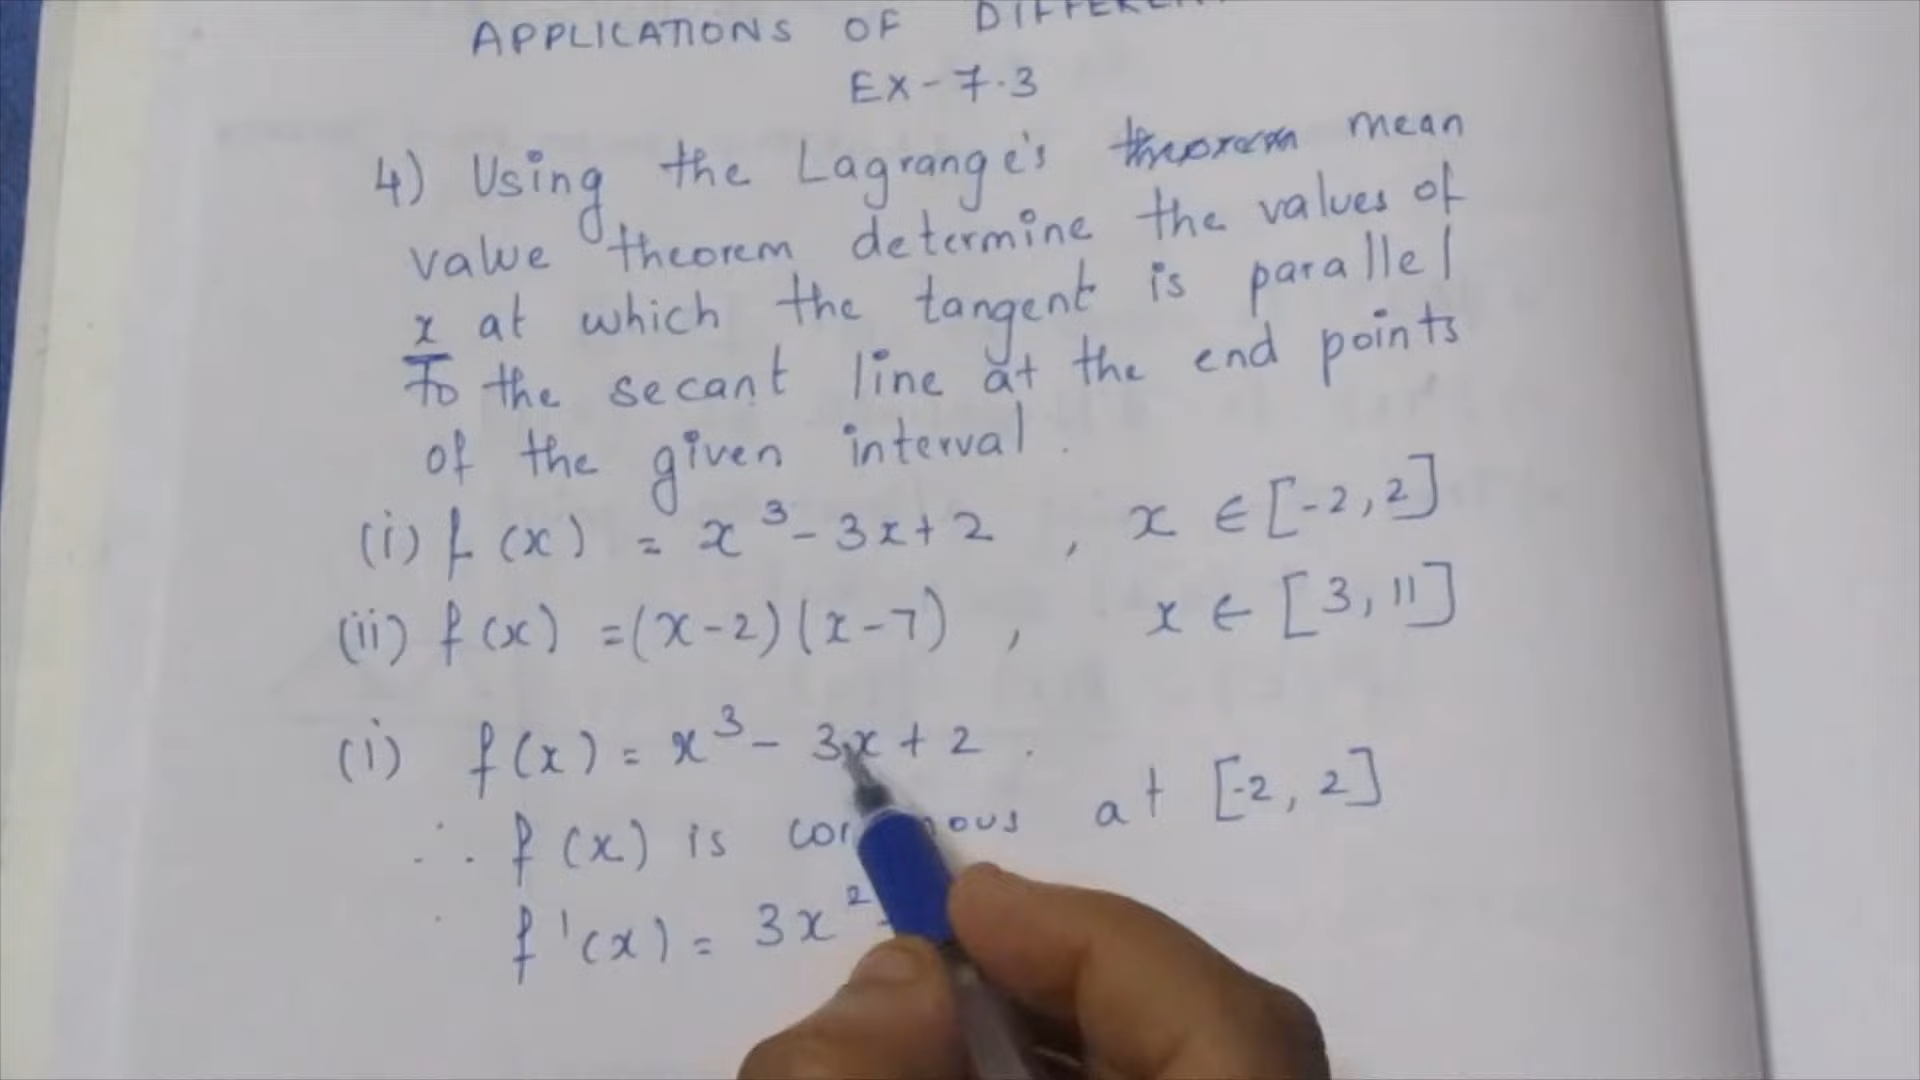 APPLICATIONS OF
EX-7.3
4) Using the Lagrange's theorem mean
value theorem determine the values of
x at which the tangent is parallel
To the secant line at the end points
of the given interval.
(i) f(x) = x³-3x+2 , x ∈ [-2,2]
(ii) f(x) =(x-2)(x-7) , x ∈ [3,11]
(i) f(x) = x³- 3x+2.
∴ f(x) is at [-2, 2]
f'(x) = 3x²-